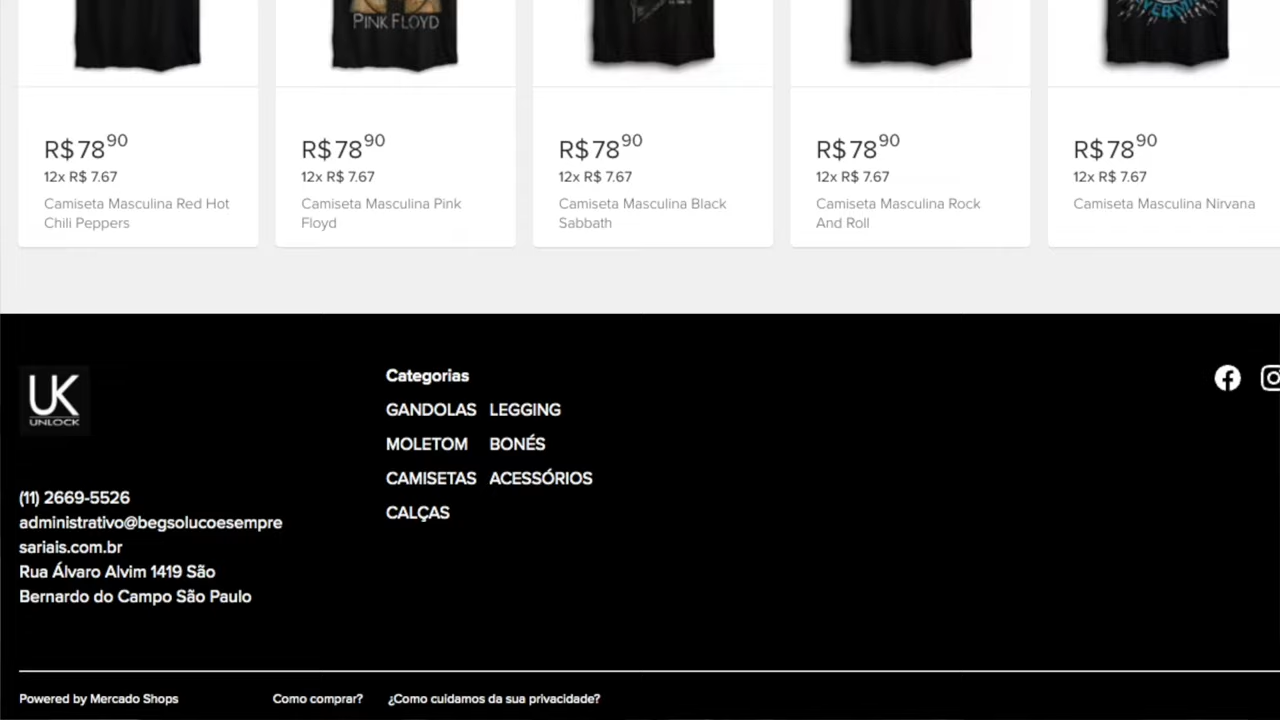 PINK FLOYD
R$78 90
12x R$ 7.67
Camiseta Masculina Red Hot
Chili Peppers
R$78 90
12x R$ 7.67
Camiseta Masculina Pink
Floyd
R$78 90
12x R$ 7.67
Camiseta Masculina Black
Sabbath
R$78 90
12x R$ 7.67
Camiseta Masculina Rock
And Roll
R$78 90
12x R$ 7.67
Camiseta Masculina Nirvana
UK
UNLOCK
(11) 2669-5526
administrativo@begsolucoesempre
sariais.com.br
Rua Álvaro Alvim 1419 São
Bernardo do Campo São Paulo
Categorias
GANDOLAS LEGGING
MOLETOM BONÉS
CAMISETAS ACESSÓRIOS
CALÇAS
Powered by Mercado Shops
Como comprar?
¿Como cuidamos da sua privacidade?